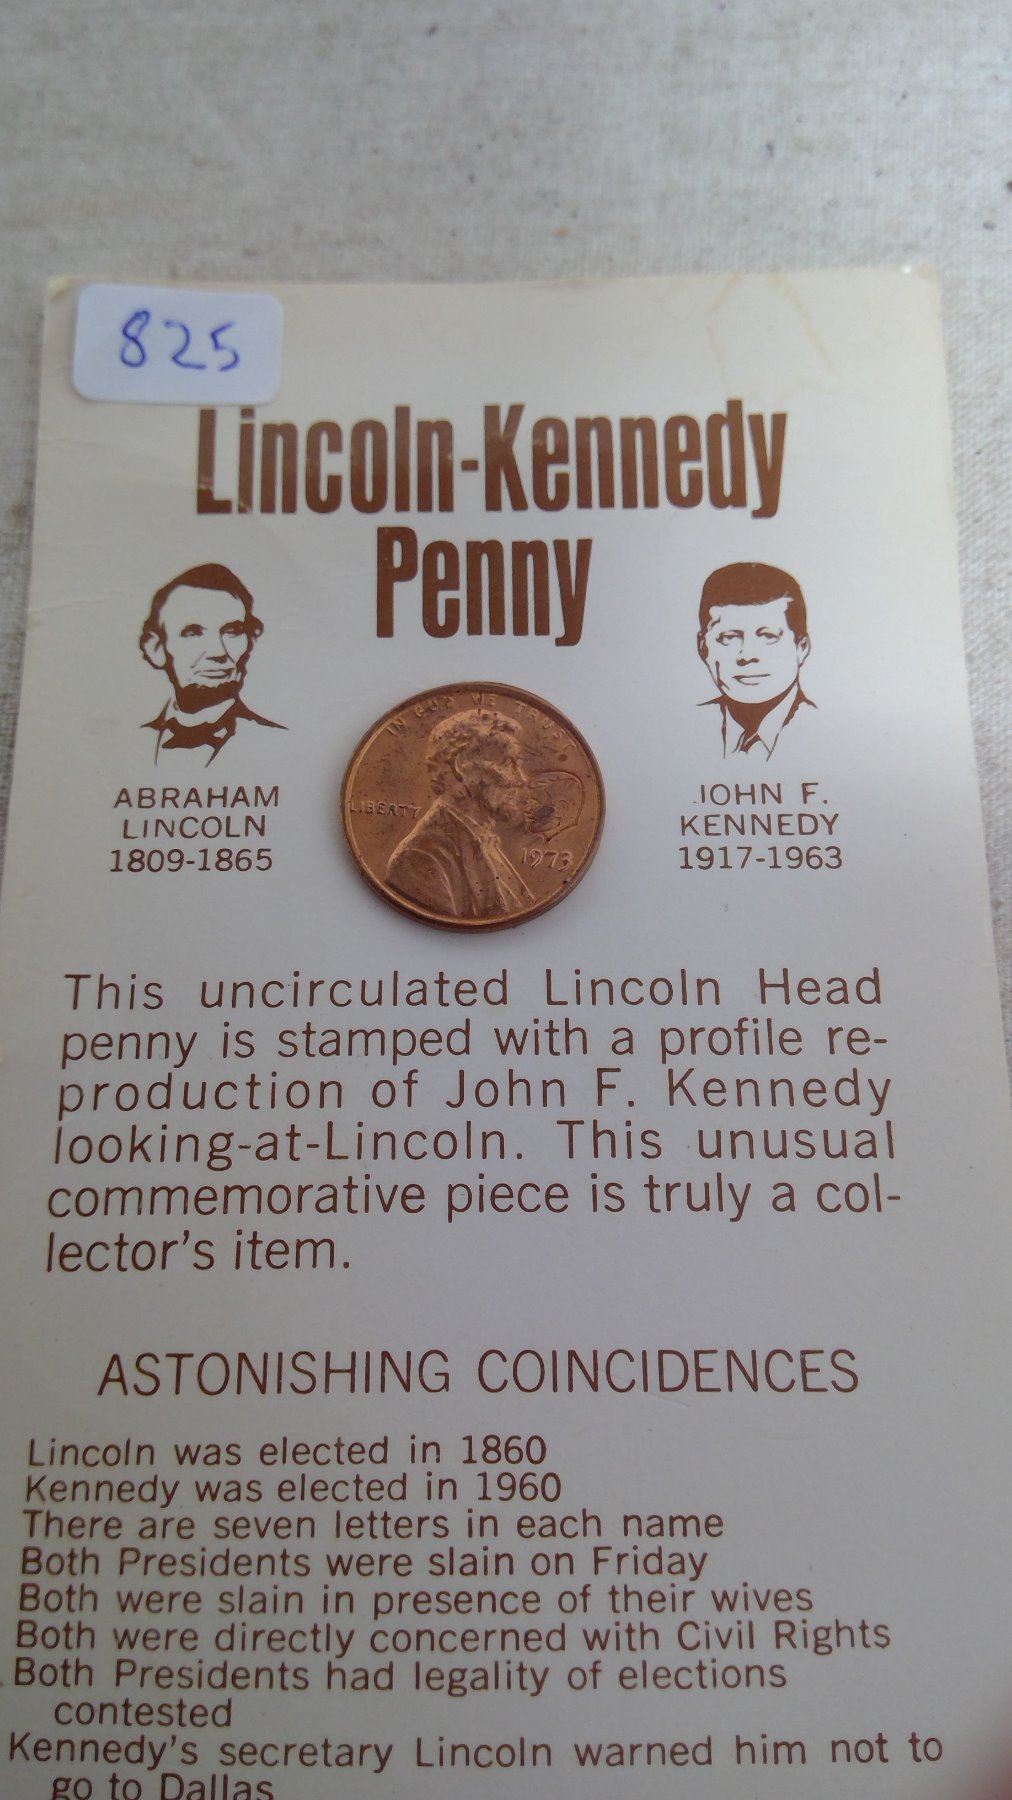 825
Lincoln-Kennedy
Penny
IN GOD WE TRUST
LIBERTY
1973
ABRAHAM
LINCOLN
1809-1865
JOHN F.
KENNEDY
1917-1963
This uncirculated Lincoln Head
penny is stamped with a profile re-
production of John F. Kennedy
looking-at-Lincoln. This unusual
commemorative piece is truly a col-
lector's item.
ASTONISHING COINCIDENCES
Lincoln was elected in 1860
Kennedy was elected in 1960
There are seven letters in each name
Both Presidents were slain on Friday
Both were slain in presence of their wives
Both were directly concerned with Civil Rights
Both Presidents had legality of elections
contested
Kennedy's secretary Lincoln warned him not to
go to Dallas